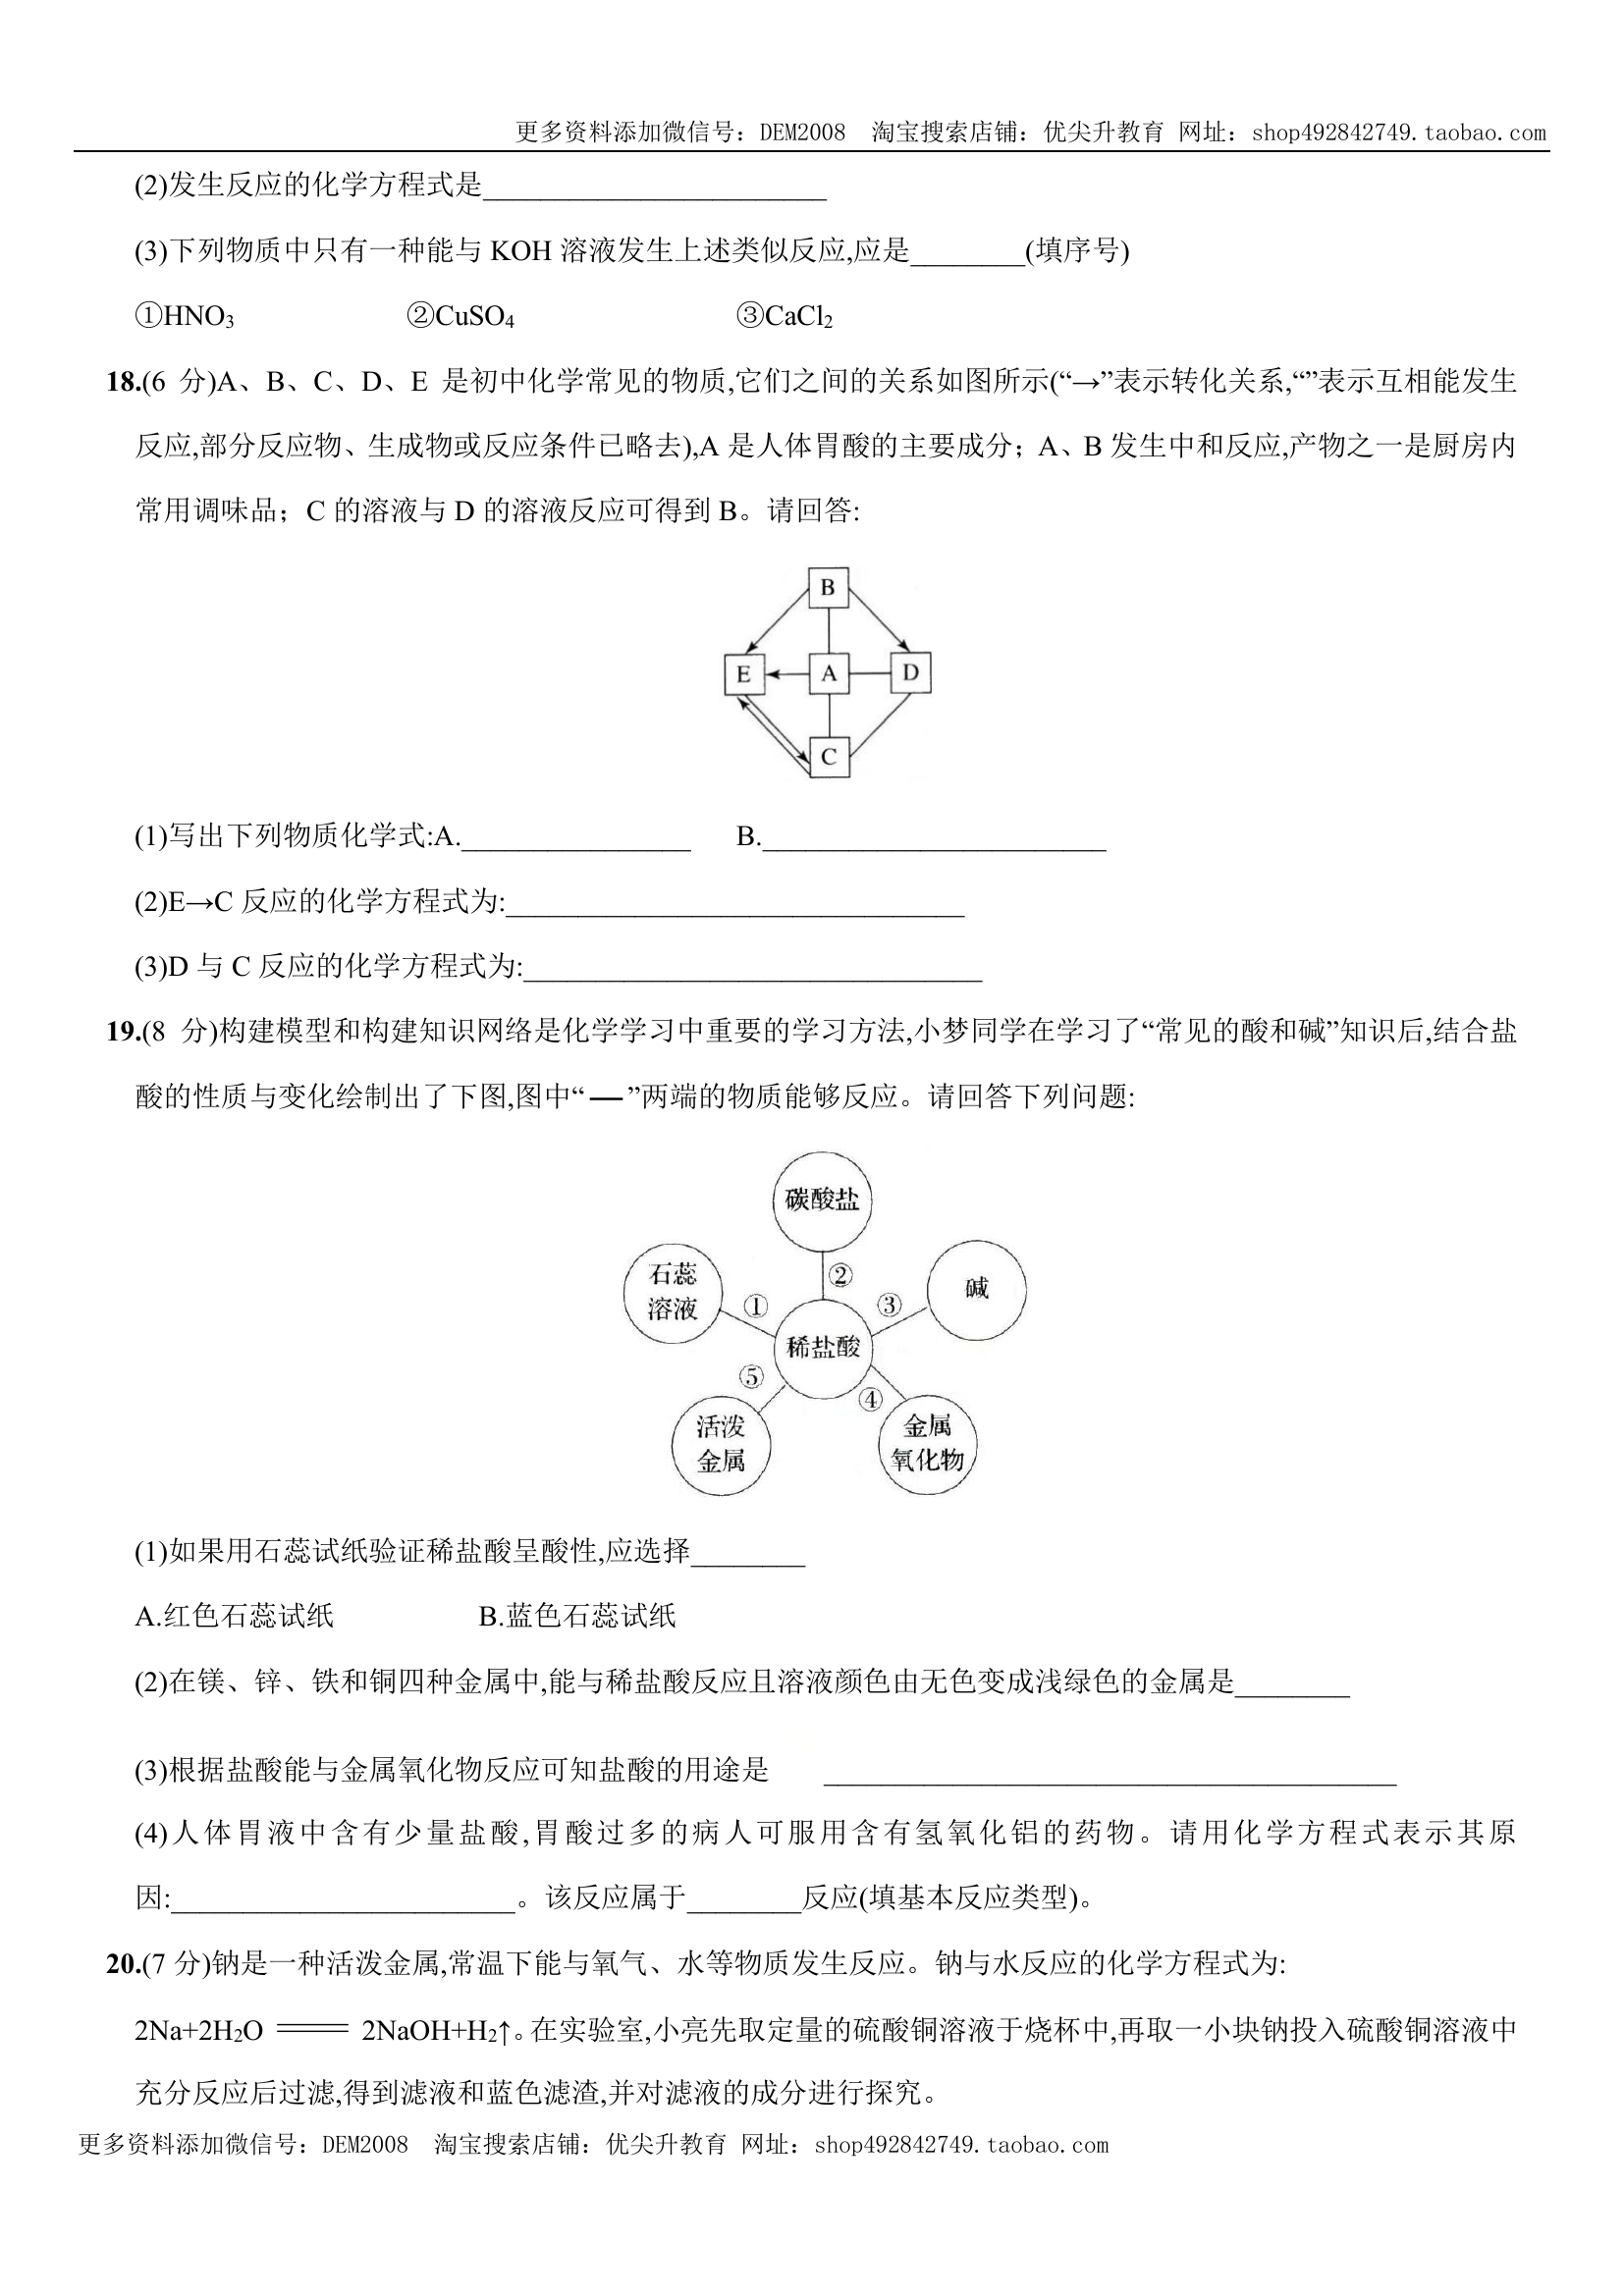 更多资料添加微信号：DEM2008 淘宝搜索店铺：优尖升教育 网址：shop492842749.taobao.com
(2)发生反应的化学方程式是________________________
(3)下列物质中只有一种能与 KOH 溶液发生上述类似反应,应是________(填序号)
①HNO₃ ②CuSO₄ ③CaCl₂
18.(6 分)A、B、C、D、E 是初中化学常见的物质,它们之间的关系如图所示(“→”表示转化关系,“”表示互相能发生
反应,部分反应物、生成物或反应条件已略去),A 是人体胃酸的主要成分；A、B 发生中和反应,产物之一是厨房内
常用调味品；C 的溶液与 D 的溶液反应可得到 B。请回答:
B
E A D
C
(1)写出下列物质化学式:A.__________________ B.________________________
(2)E→C 反应的化学方程式为:________________________________
(3)D 与 C 反应的化学方程式为:________________________________
19.(8 分)构建模型和构建知识网络是化学学习中重要的学习方法,小梦同学在学习了“常见的酸和碱”知识后,结合盐
酸的性质与变化绘制出了下图,图中“—”两端的物质能够反应。请回答下列问题:
碳酸盐
石蕊
溶液
① ② ③
碱
稀盐酸
⑤ ④
活泼
金属
金属
氧化物
(1)如果用石蕊试纸验证稀盐酸呈酸性,应选择________
A.红色石蕊试纸 B.蓝色石蕊试纸
(2)在镁、锌、铁和铜四种金属中,能与稀盐酸反应且溶液颜色由无色变成浅绿色的金属是________
(3)根据盐酸能与金属氧化物反应可知盐酸的用途是 ________________________________________
(4)人体胃液中含有少量盐酸,胃酸过多的病人可服用含有氢氧化铝的药物。请用化学方程式表示其原
因:________________________。该反应属于________反应(填基本反应类型)。
20.(7 分)钠是一种活泼金属,常温下能与氧气、水等物质发生反应。钠与水反应的化学方程式为:
2Na+2H₂O ═══ 2NaOH+H₂↑。在实验室,小亮先取定量的硫酸铜溶液于烧杯中,再取一小块钠投入硫酸铜溶液中
充分反应后过滤,得到滤液和蓝色滤渣,并对滤液的成分进行探究。
更多资料添加微信号：DEM2008 淘宝搜索店铺：优尖升教育 网址：shop492842749.taobao.com